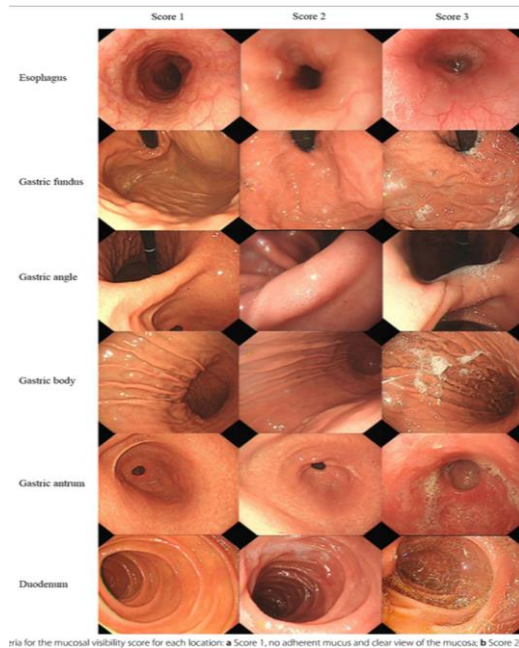 Score 1 Score 2 Score 3
Esophagus
Gastric fundus
Gastric angle
Gastric body
Gastric antrum
Duodenum
eria for the mucosal visibility score for each location: a Score 1, no adherent mucus and clear view of the mucosa; b Score 2